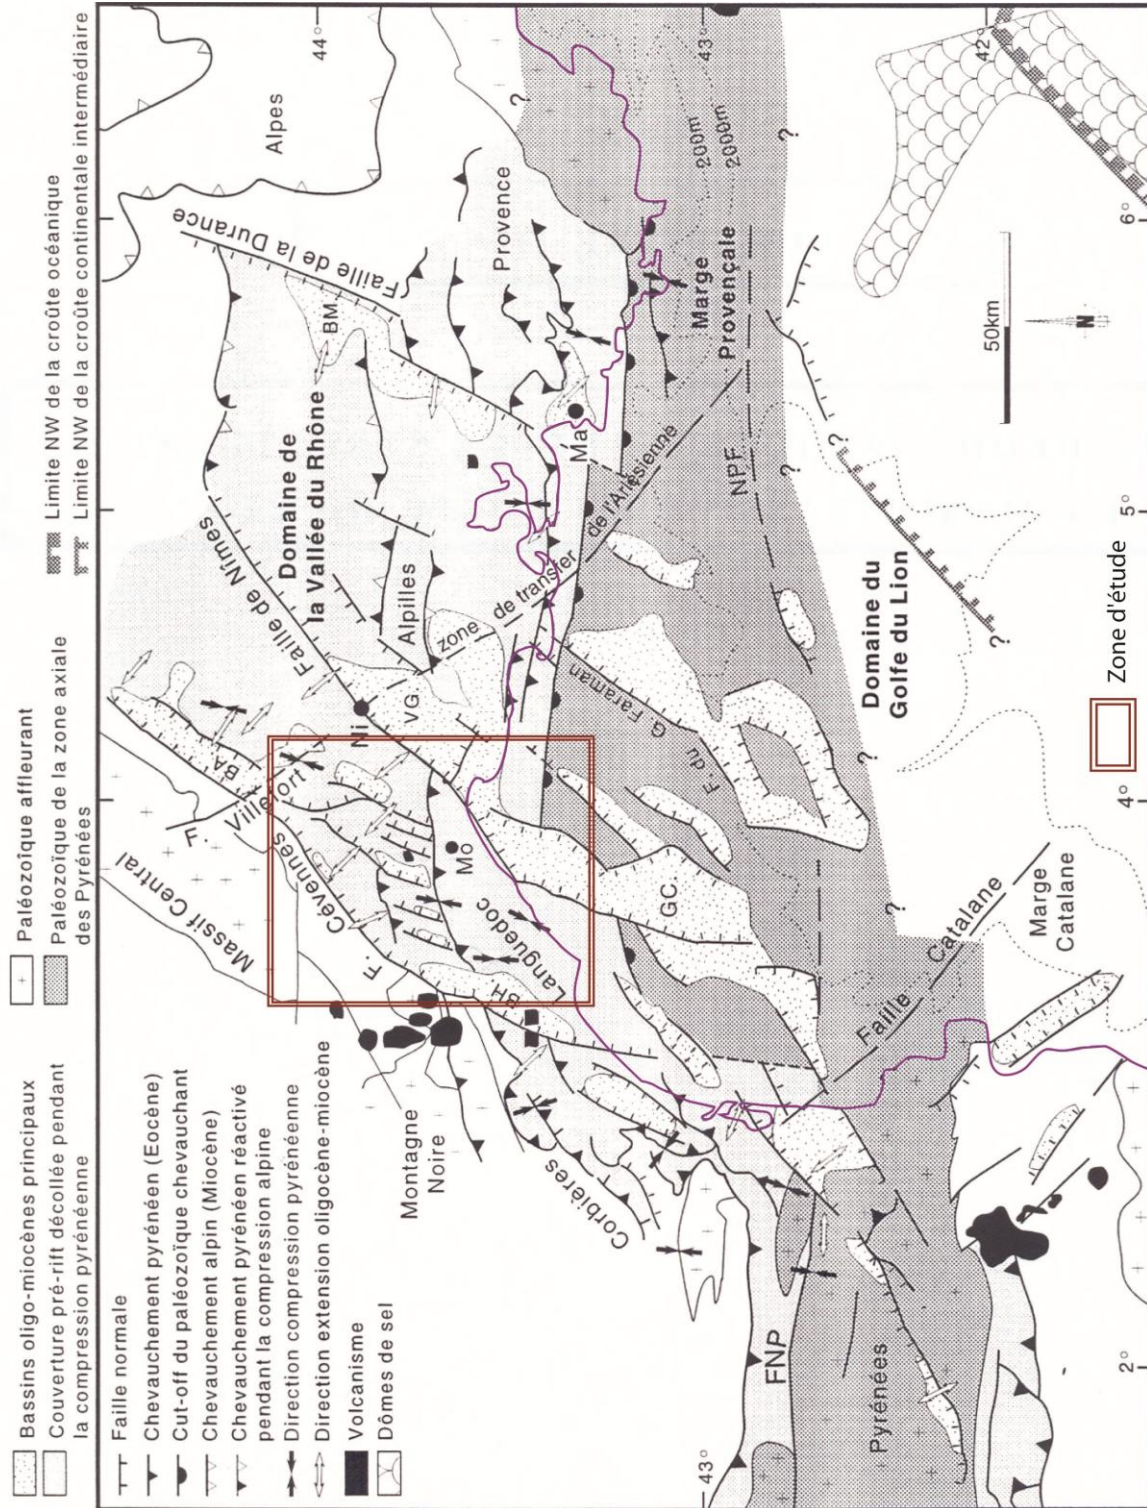 Bassins oligo-miocènes principaux
Couverture pré-rift décollée pendant
la compression pyrénéenne
Paléozoïque affleurant
Paléozoïque de la zone axiale
des Pyrénées
Limite NW de la croûte océanique
Limite NW de la croûte continentale intermédiaire
Faille normale
Chevauchement pyrénéen (Eocène)
Cut-off du paléozoïque chevauchant
Chevauchement alpin (Miocène)
Chevauchement pyrénéen réactivé
pendant la compression alpine
Direction compression pyrénéenne
Direction extension oligocène-miocène
Volcanisme
Dômes de sel
Massif Central
F. Villefort
BA
F. Cévennes
Montagne
Noire
Corbières
BH
Languedoc
Mo
Ni
VG
Faille de Nîmes
Domaine de
la Vallée du Rhône
Alpilles
zone de transfer de l'Arlésienne
BM
Faille de la Durance
Alpes
Provence
Ma
44°
43°
42°
?
200m
2000m
Marge
Provençale
NPF
?
?
?
?
?
F. du G. Faraman
GC
Domaine du
Golfe du Lion
?
?
Faille Catalane
Marge
Catalane
FNP
Pyrénées
43°
2°
4°
5°
6°
50km
N
Zone d'étude